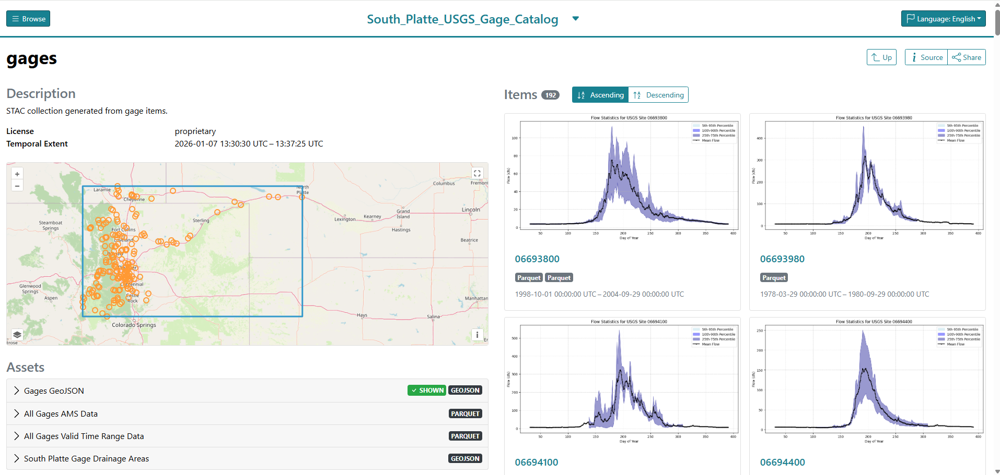 Browse
South_Platte_USGS_Gage_Catalog
Language: English
gages
Up
Source
Share
Description
STAC collection generated from gage items.
License proprietary
Temporal Extent 2026-01-07 13:30:30 UTC – 13:37:25 UTC
+
−
Laramie
Cheyenne
North Platte
Columbus
Fremont
Grand Island
Lincoln
Kearney
Lexington
Hastings
Sterling
Steamboat Springs
Fort Collins
Loveland
Beatrice
Glenwood Springs
Aspen
Centennial
Castle Rock
Manhattan
Hays
Salina
Colorado Springs
trose
i
Assets
Gages GeoJSON SHOWN GEOJSON
All Gages AMS Data PARQUET
All Gages Valid Time Range Data PARQUET
South Platte Gage Drainage Areas GEOJSON
Items 192 Ascending Descending
Flow Statistics for USGS Site 06693800
5th-95th Percentile
10th-90th Percentile
25th-75th Percentile
Mean Flow
Flow (cfs)
100
80
60
40
20
0
50 100 150 200 250 300 350 400
Day of Year
06693800
Parquet Parquet
1998-10-01 00:00:00 UTC – 2004-09-29 00:00:00 UTC
Flow Statistics for USGS Site 06693980
5th-95th Percentile
10th-90th Percentile
25th-75th Percentile
Mean Flow
Flow (cfs)
400
300
200
100
0
50 100 150 200 250 300 350 400
Day of Year
06693980
Parquet
1978-03-29 00:00:00 UTC – 1980-09-29 00:00:00 UTC
Flow Statistics for USGS Site 06694100
5th-95th Percentile
10th-90th Percentile
25th-75th Percentile
Mean Flow
Flow (cfs)
500
400
300
200
100
0
50 100 150 200 250 300 350 400
Day of Year
06694100
Flow Statistics for USGS Site 06694400
5th-95th Percentile
10th-90th Percentile
25th-75th Percentile
Mean Flow
Flow (cfs)
250
200
150
100
50
0
50 100 150 200 250 300 350 400
Day of Year
06694400